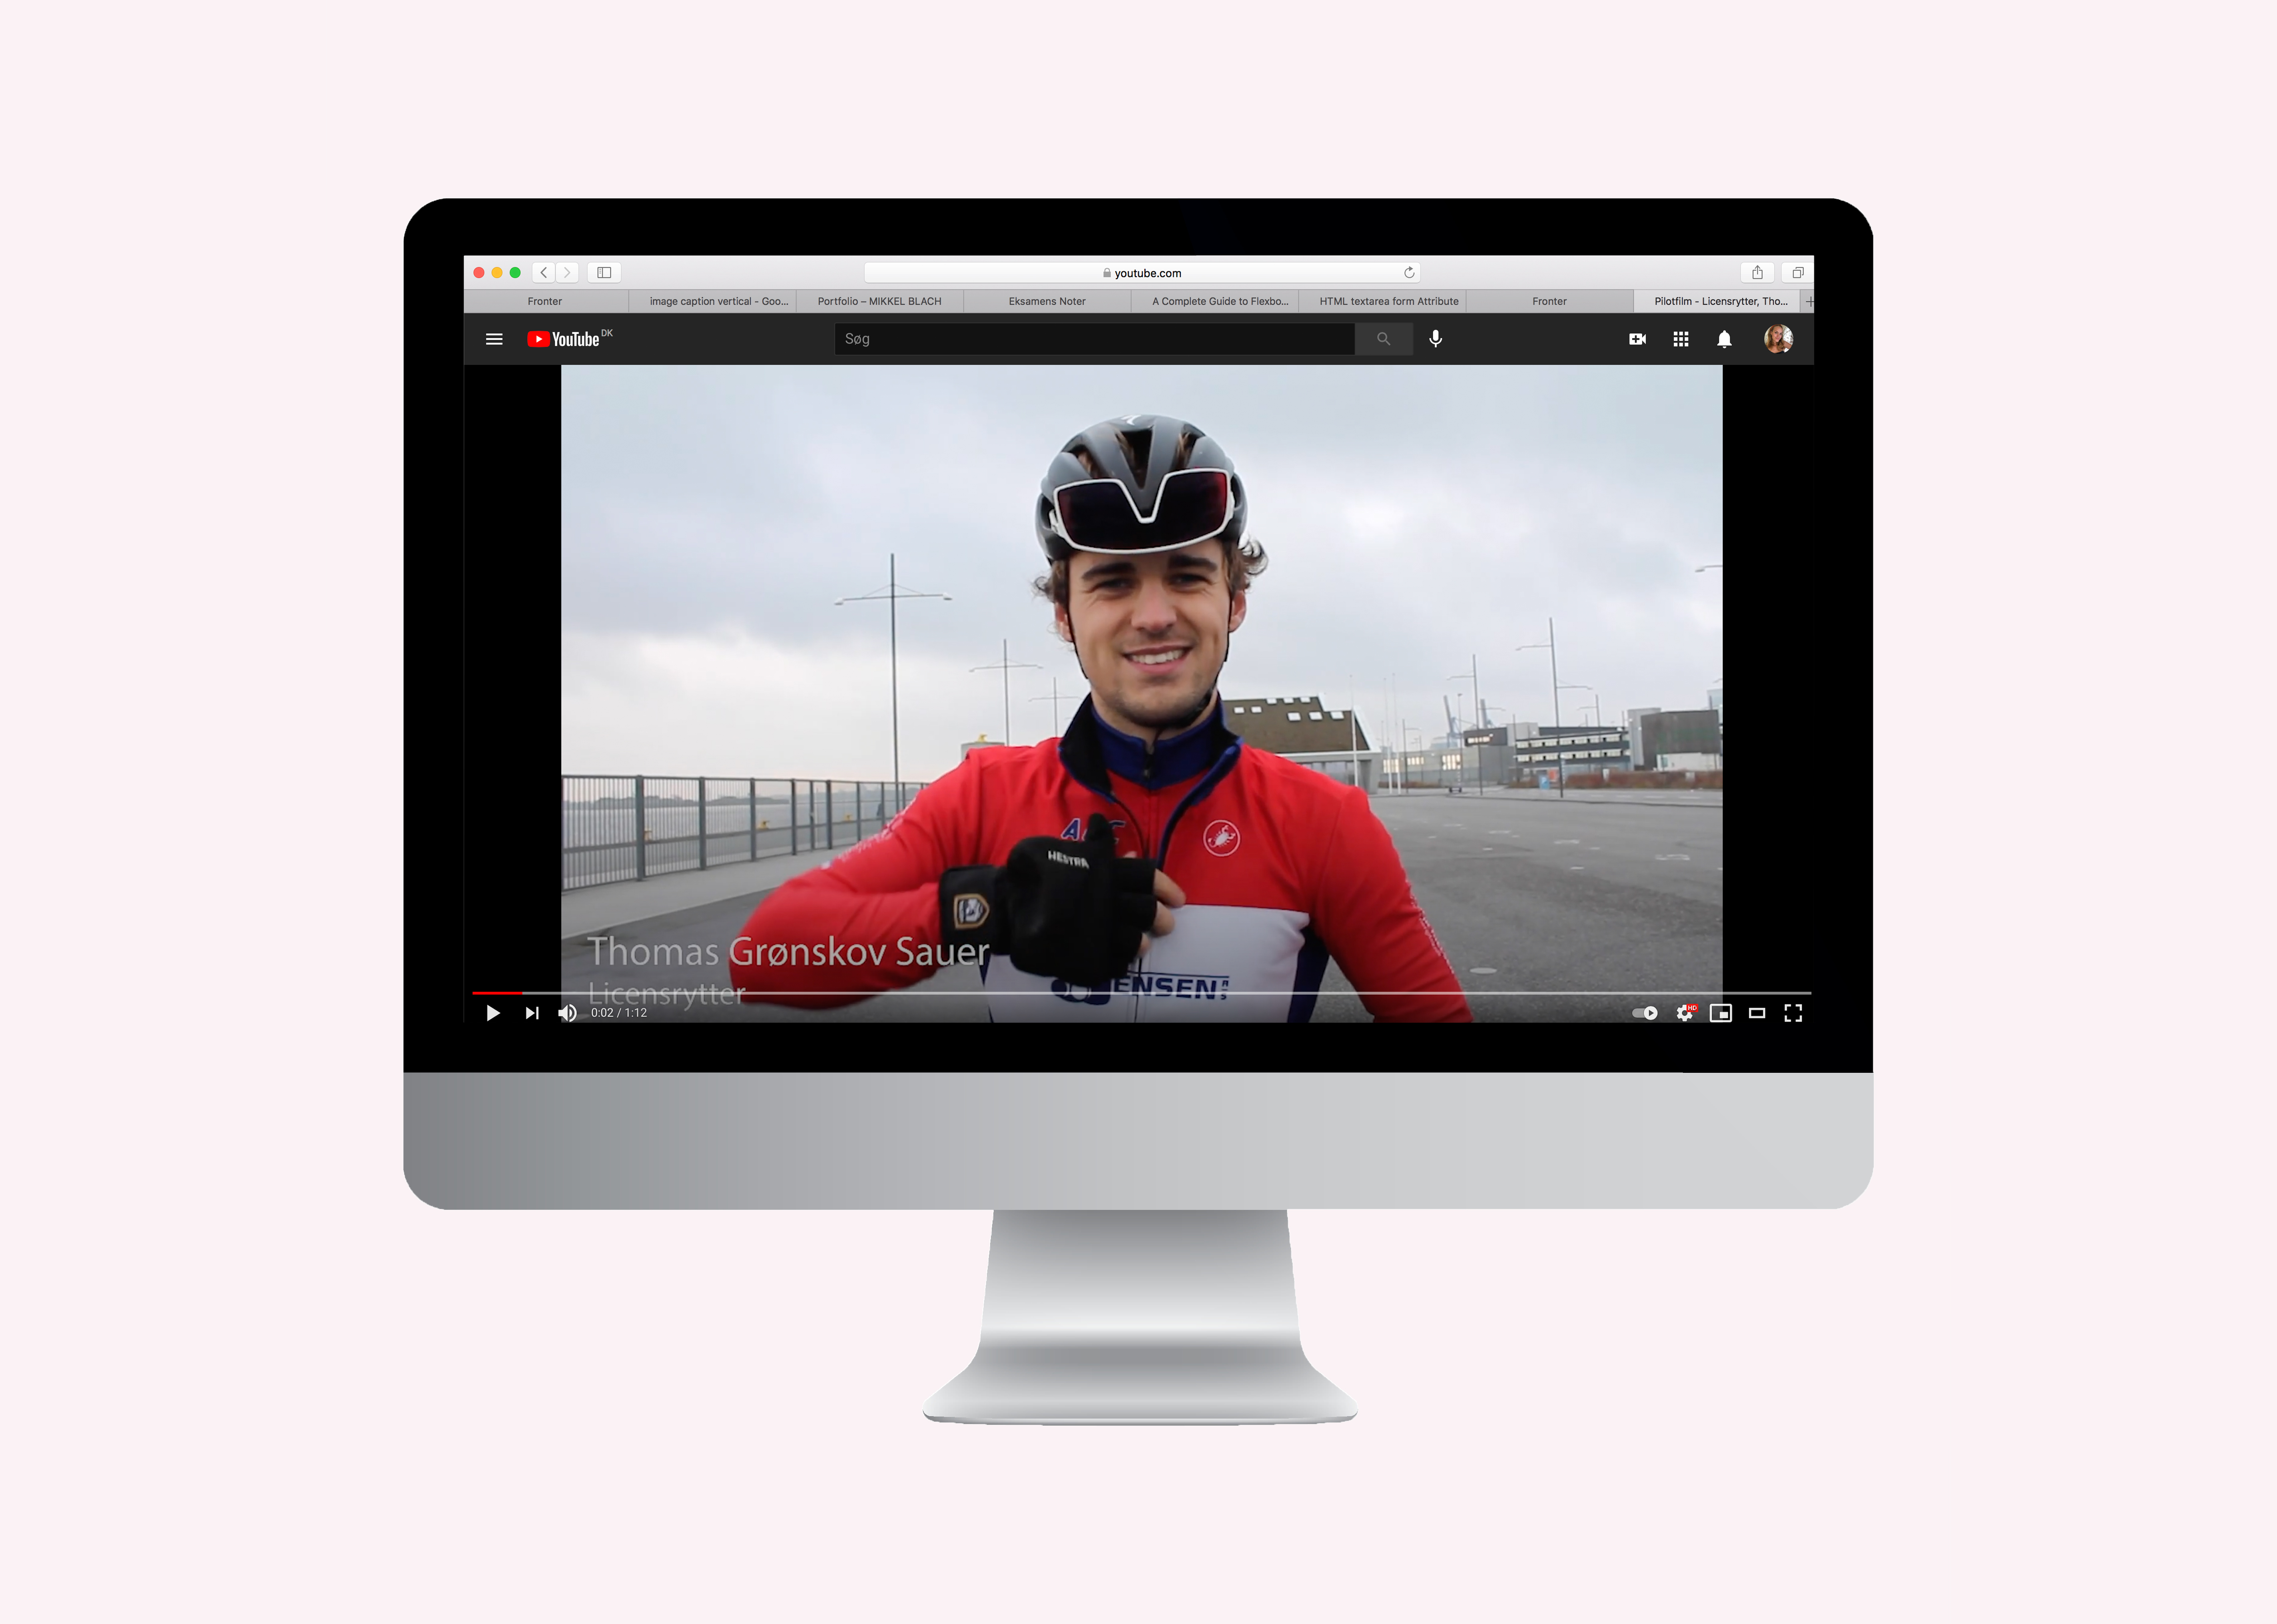 youtube.com
Fronter
image caption vertical - Goo...
Portfolio – MIKKEL BLACH
Eksamens Noter
A Complete Guide to Flexbo...
HTML textarea form Attribute
Fronter
Pilotfilm - Licensrytter, Tho...
YouTube DK
Søg
HESTRA
Thomas Grønskov Sauer
Licensrytter
ENSEN
0:02 / 1:12
HD